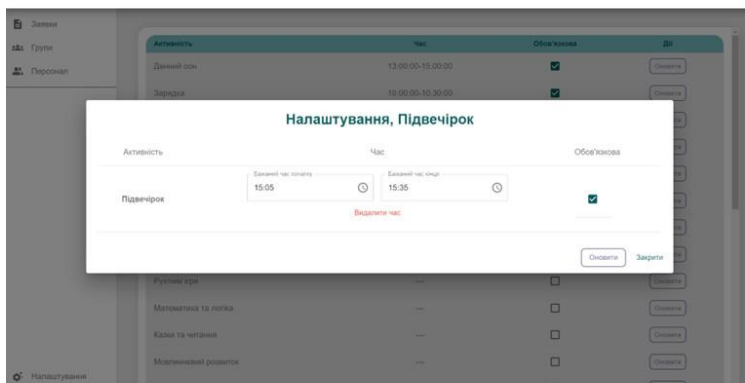 Заявки
Групи
Персонал
Активність Час Обов'язкова Дії
Денний сон 13:00:00-15:00:00 Оновити
Зарядка 10:00:00-10:30:00 Оновити
Налаштування, Підвечірок
Активність Час Обов'язкова
Бажаний час початку Бажаний час кінця
Підвечірок 15:05 15:35
Видалити час
Оновити Закрити
Рухливі ігри --- Оновити
Математика та логіка --- Оновити
Казки та читання --- Оновити
Мовленнєвий розвиток --- Оновити
Налаштування